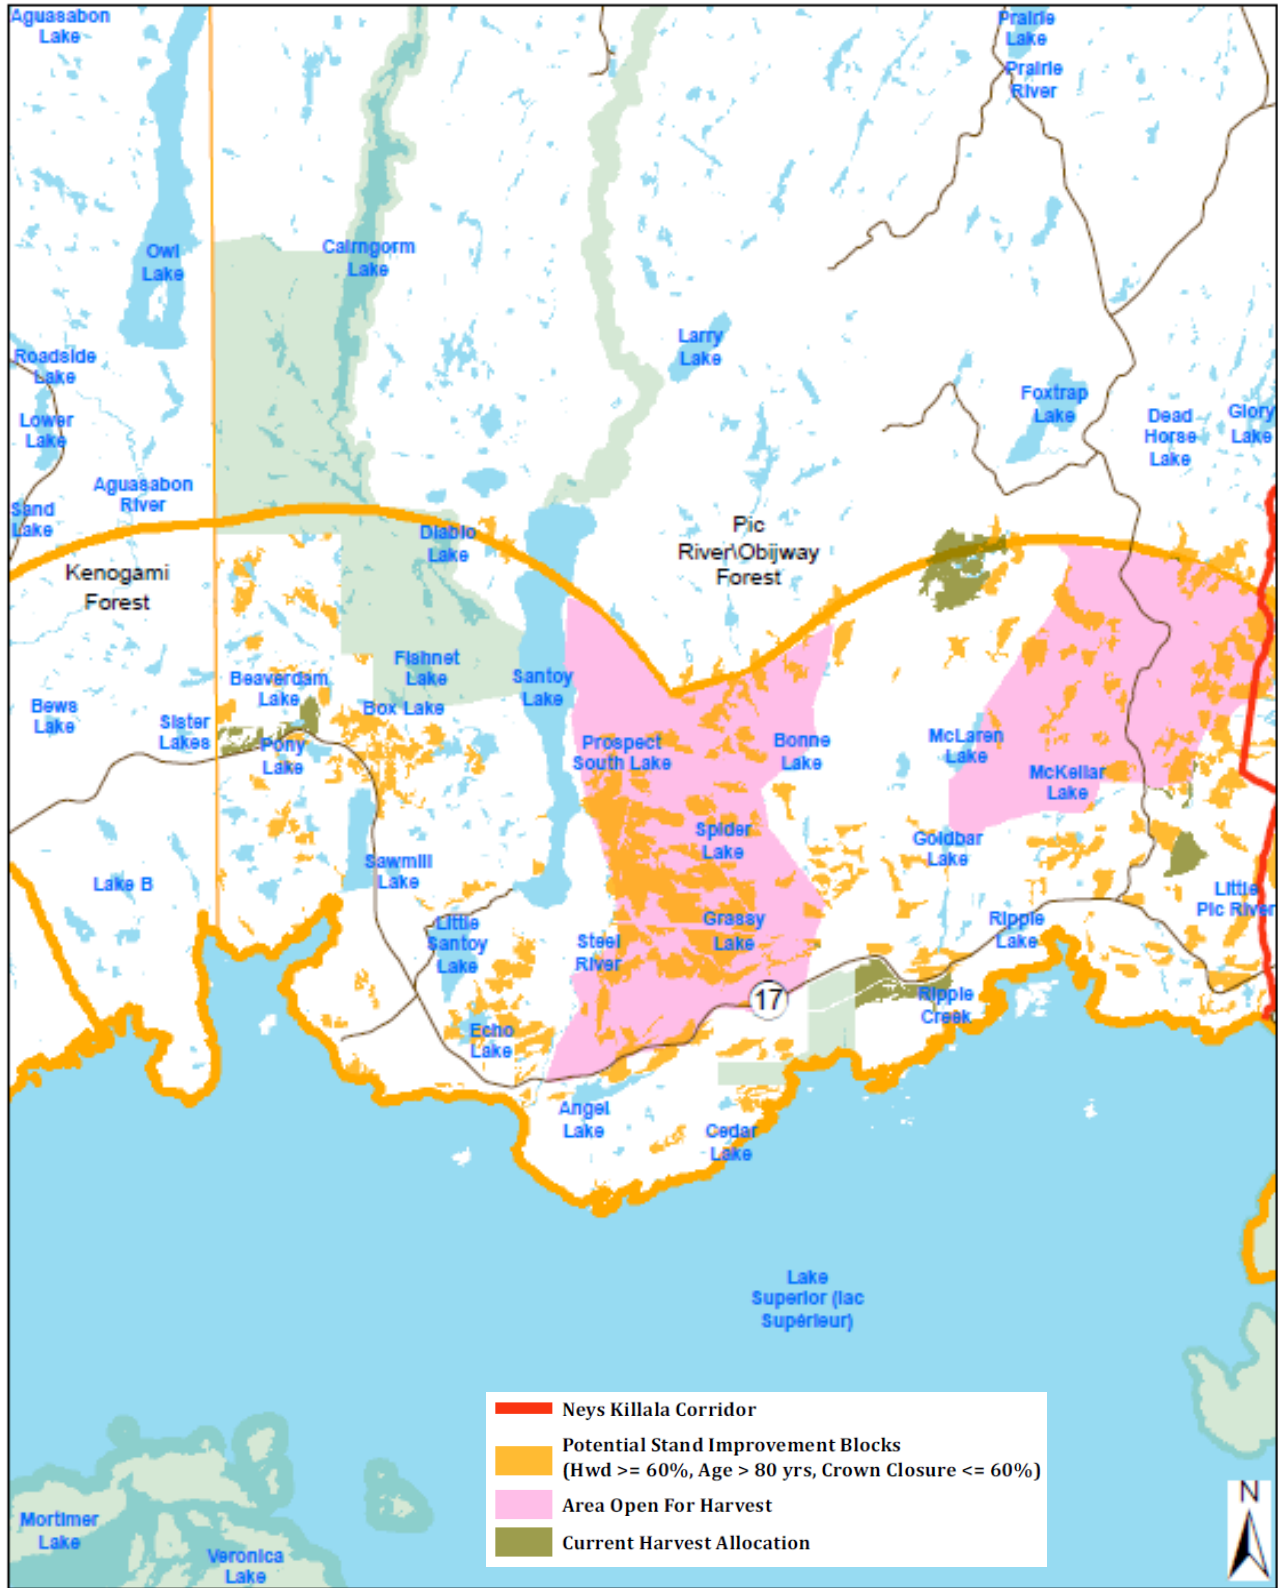 Aguasabon
Lake
Prairie
Lake
Prairie
River
Owl
Lake
Cairngorm
Lake
Larry
Lake
Roadside
Lake
Lower
Lake
Foxtrap
Lake
Dead
Horse
Lake
Glory
Lake
Aguasabon
River
Sand
Lake
Diablo
Lake
Pic
River\Obijway
Forest
Kenogami
Forest
Fishnet
Lake
Santoy
Lake
Beaverdam
Lake
Box Lake
Bews
Lake
Sister
Lakes
Pony
Lake
Prospect
South Lake
Bonne
Lake
McLaren
Lake
McKellar
Lake
Spider
Lake
Goldbar
Lake
Sawmill
Lake
Lake B
Little
Pic River
Little
Santoy
Lake
Grassy
Lake
Ripple
Lake
Steel
River
17
Ripple
Creek
Echo
Lake
Angel
Lake
Cedar
Lake
Lake
Superior (lac
Supérieur)
Neys Killala Corridor
Potential Stand Improvement Blocks
(Hwd >= 60%, Age > 80 yrs, Crown Closure <= 60%)
Area Open For Harvest
Current Harvest Allocation
N
Mortimer
Lake
Veronica
Lake